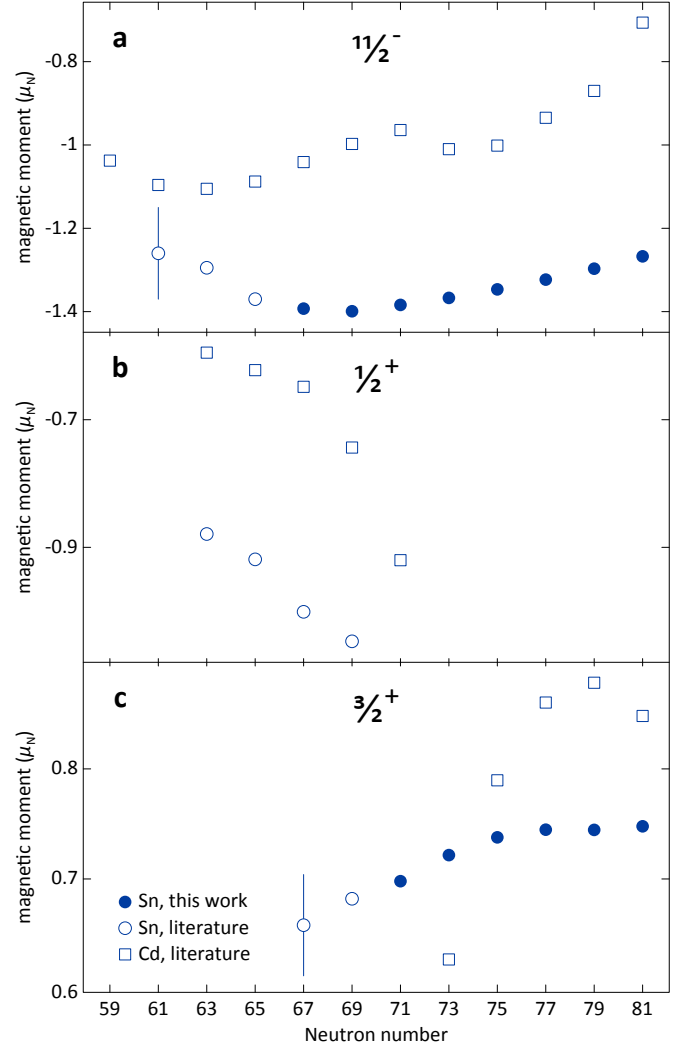 a
11/2-
magnetic moment (μN)
-0.8
-1
-1.2
-1.4
b
1/2+
magnetic moment (μN)
-0.7
-0.9
c
3/2+
magnetic moment (μN)
0.8
0.7
0.6
Sn, this work
Sn, literature
Cd, literature
59 61 63 65 67 69 71 73 75 77 79 81
Neutron number